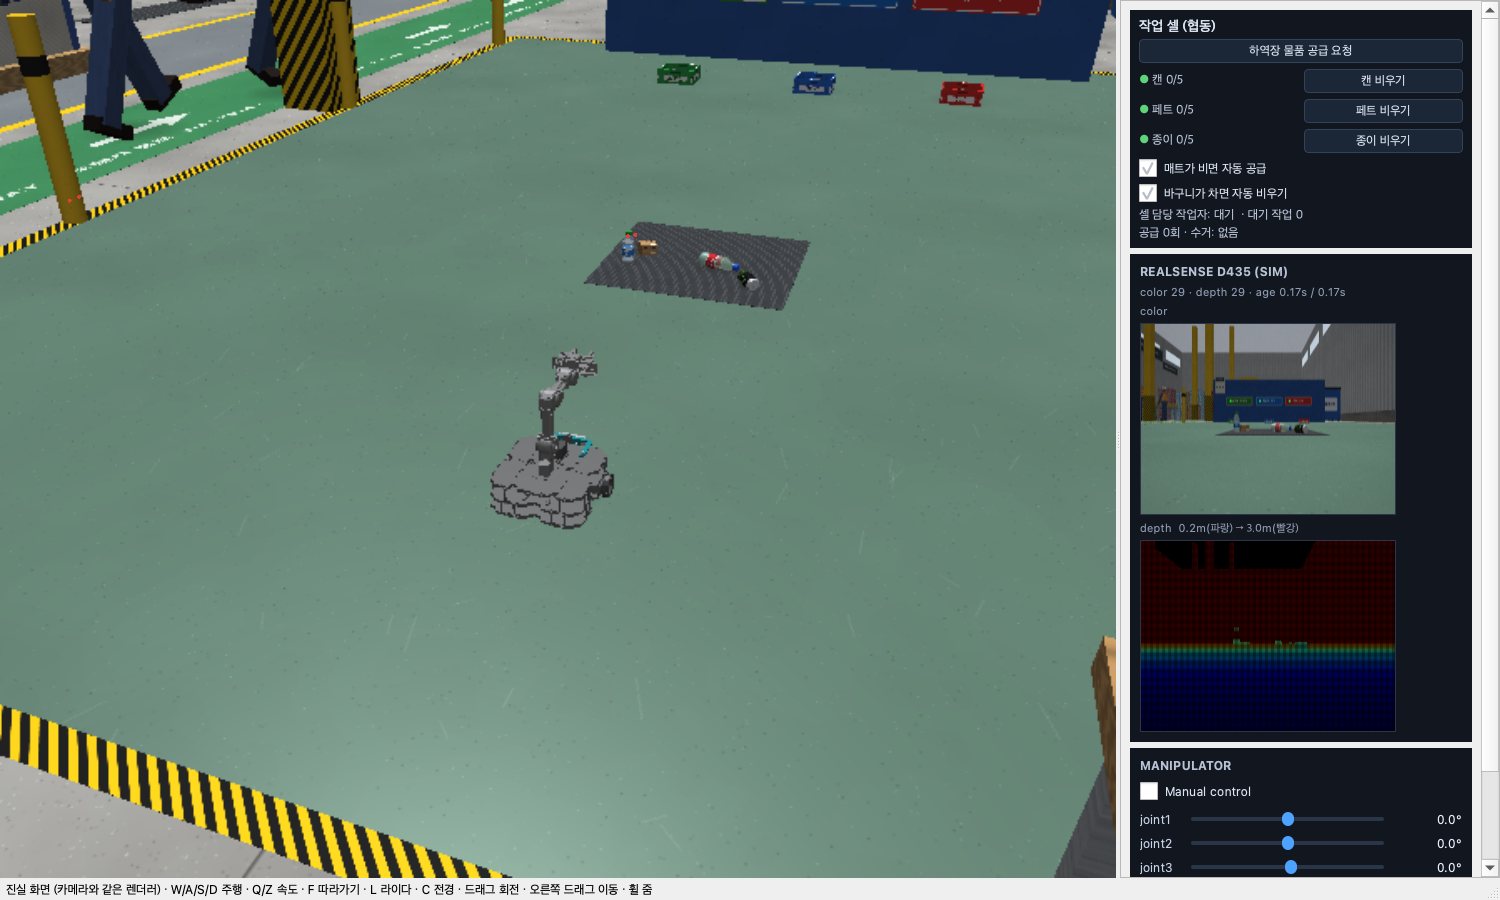 작업 셀 (협동)
하역장 물품 공급 요청
캔 0/5
캔 비우기
페트 0/5
페트 비우기
종이 0/5
종이 비우기
매트가 비면 자동 공급
바구니가 차면 자동 비우기
셀 담당 작업자: 대기 · 대기 작업 0
공급 0회 · 수거: 없음
REALSENSE D435 (SIM)
color 29 · depth 29 · age 0.17s / 0.17s
color
depth 0.2m(파랑) → 3.0m(빨강)
MANIPULATOR
Manual control
joint1 0.0°
joint2 0.0°
joint3 0.0°
진실 화면 (카메라와 같은 렌더러) · W/A/S/D 주행 · Q/Z 속도 · F 따라가기 · L 라이다 · C 전경 · 드래그 회전 · 오른쪽 드래그 이동 · 휠 줌